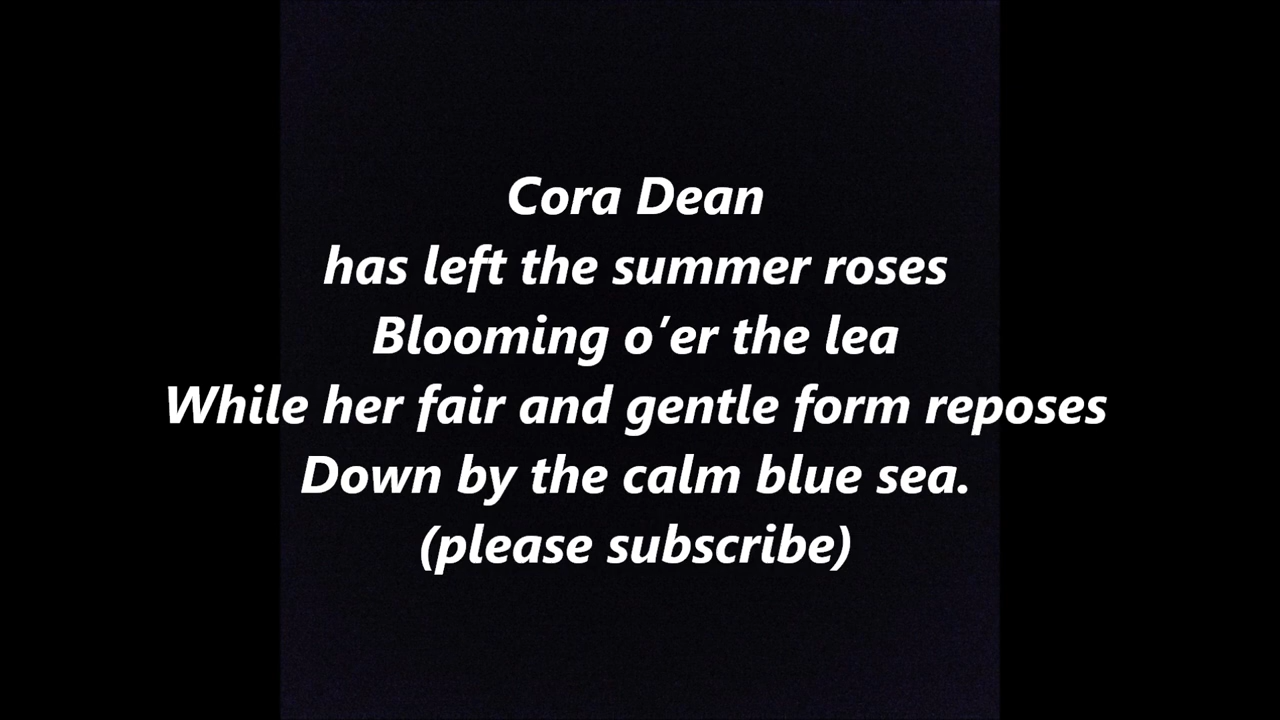 Cora Dean
has left the summer roses
Blooming o’er the lea
While her fair and gentle form reposes
Down by the calm blue sea.
(please subscribe)